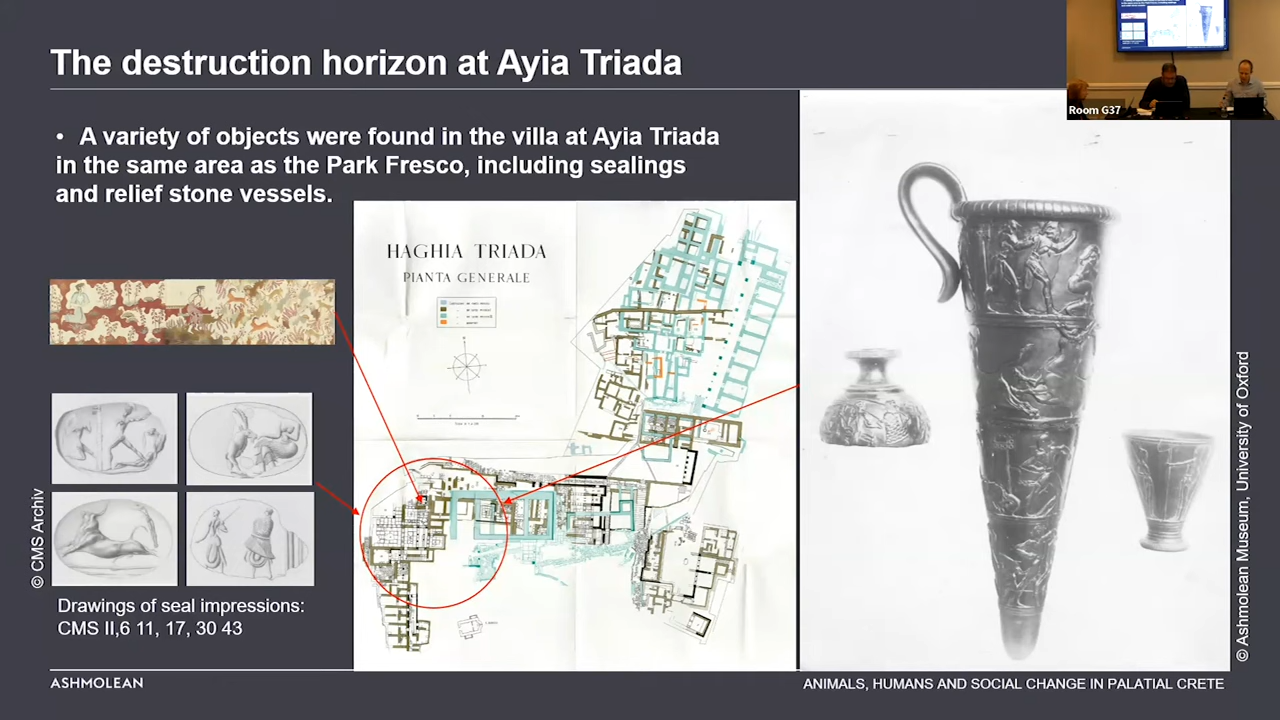 The destruction horizon at Ayia Triada
• A variety of objects were found in the villa at Ayia Triada
in the same area as the Park Fresco, including sealings
and relief stone vessels.
HAGHIA TRIADA
PIANTA GENERALE
© CMS Archiv
Drawings of seal impressions:
CMS II,6 11, 17, 30 43
Room G37
© Ashmolean Museum, University of Oxford
ASHMOLEAN
ANIMALS, HUMANS AND SOCIAL CHANGE IN PALATIAL CRETE